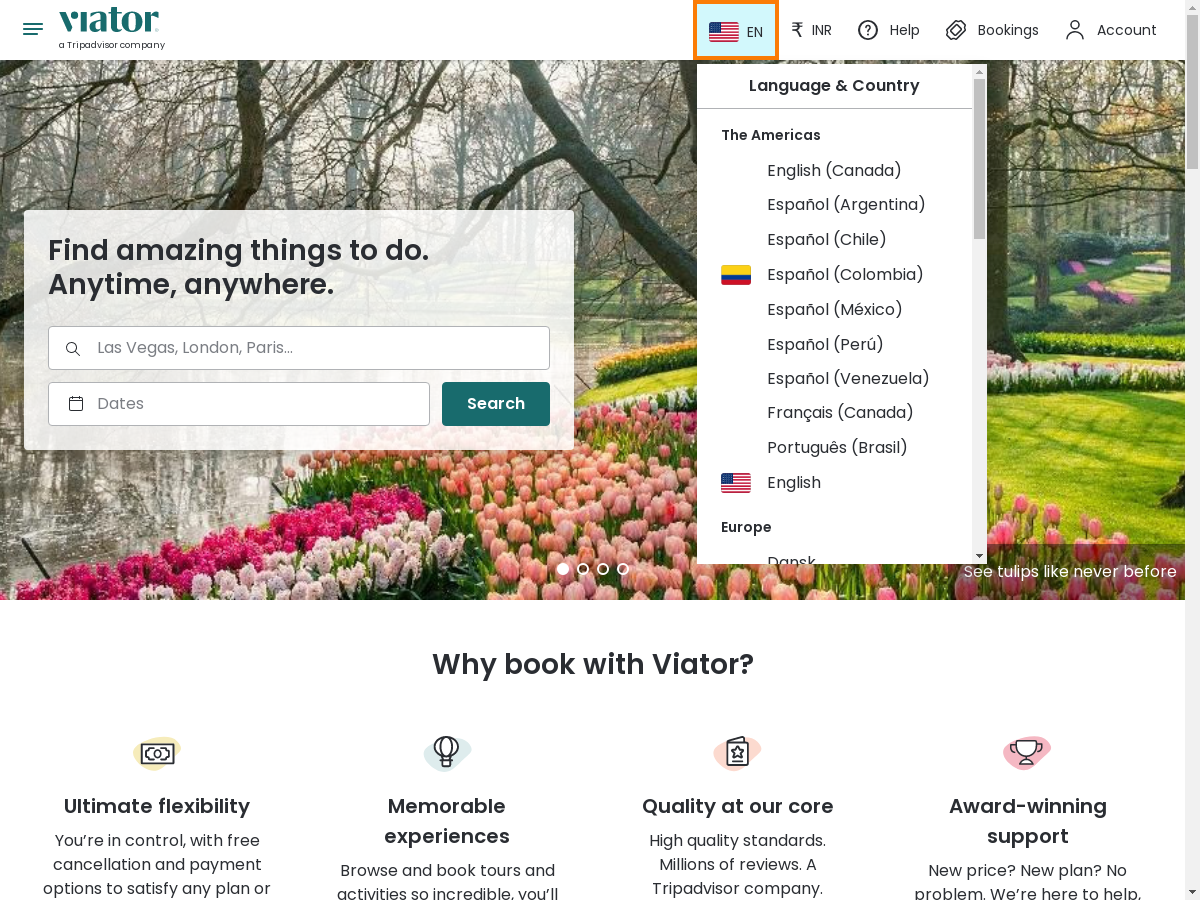 viator
a Tripadvisor company
EN
₹ INR
Help
Bookings
Account
Language & Country
The Americas
English (Canada)
Español (Argentina)
Español (Chile)
Español (Colombia)
Español (México)
Español (Perú)
Español (Venezuela)
Français (Canada)
Português (Brasil)
English
Europe
Dansk
Find amazing things to do.
Anytime, anywhere.
Las Vegas, London, Paris...
Dates
Search
See tulips like never before
Why book with Viator?
Ultimate flexibility
You’re in control, with free
cancellation and payment
options to satisfy any plan or
Memorable
experiences
Browse and book tours and
activities so incredible, you’ll
Quality at our core
High quality standards.
Millions of reviews. A
Tripadvisor company.
Award-winning
support
New price? New plan? No
problem. We’re here to help,